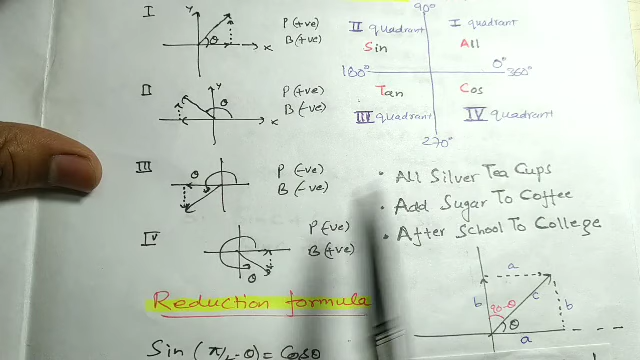 I
Y
P (+ve)
B (+ve)
θ
x
II
Y
P (+ve)
B (-ve)
θ
x
III
P (-ve)
B (-ve)
θ
IV
P (-ve)
B (+ve)
θ
90°
II quadrant
I quadrant
Sin
All
180°
0°
360°
Tan
Cos
III quadrant
IV quadrant
270°
• All Silver Tea Cups
• Add Sugar To Coffee
• After School To College
a
b
90-θ
c
b
θ
a
Reduction formula
Sin (π/2-θ) = Cosθ